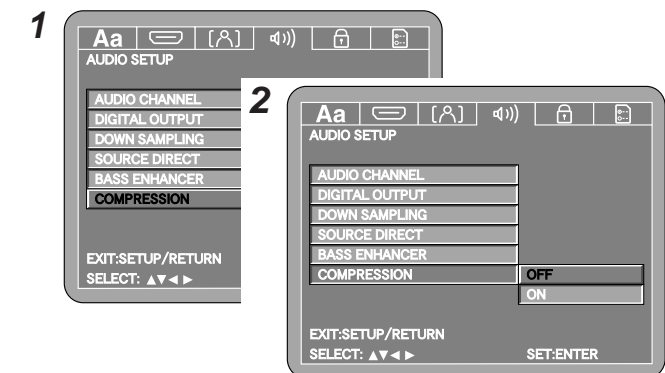 1
Aa
AUDIO SETUP
AUDIO CHANNEL
DIGITAL OUTPUT
DOWN SAMPLING
SOURCE DIRECT
BASS ENHANCER
COMPRESSION
EXIT:SETUP/RETURN
SELECT: ▲▼◄►
2
Aa
AUDIO SETUP
AUDIO CHANNEL
DIGITAL OUTPUT
DOWN SAMPLING
SOURCE DIRECT
BASS ENHANCER
COMPRESSION OFF
ON
EXIT:SETUP/RETURN
SELECT: ▲▼◄► SET:ENTER